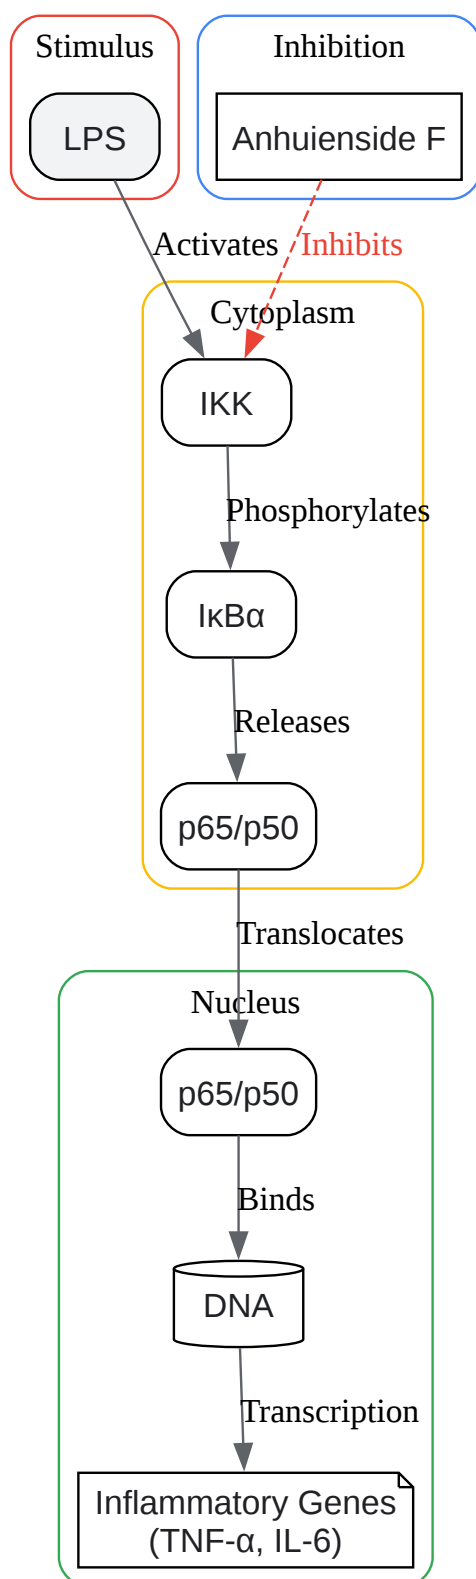 Stimulus
Inhibition
LPS
Anhuienside F
Activates
Inhibits
Cytoplasm
IKK
Phosphorylates
IκBα
Releases
p65/p50
Translocates
Nucleus
p65/p50
Binds
DNA
Transcription
Inflammatory Genes
(TNF-α, IL-6)